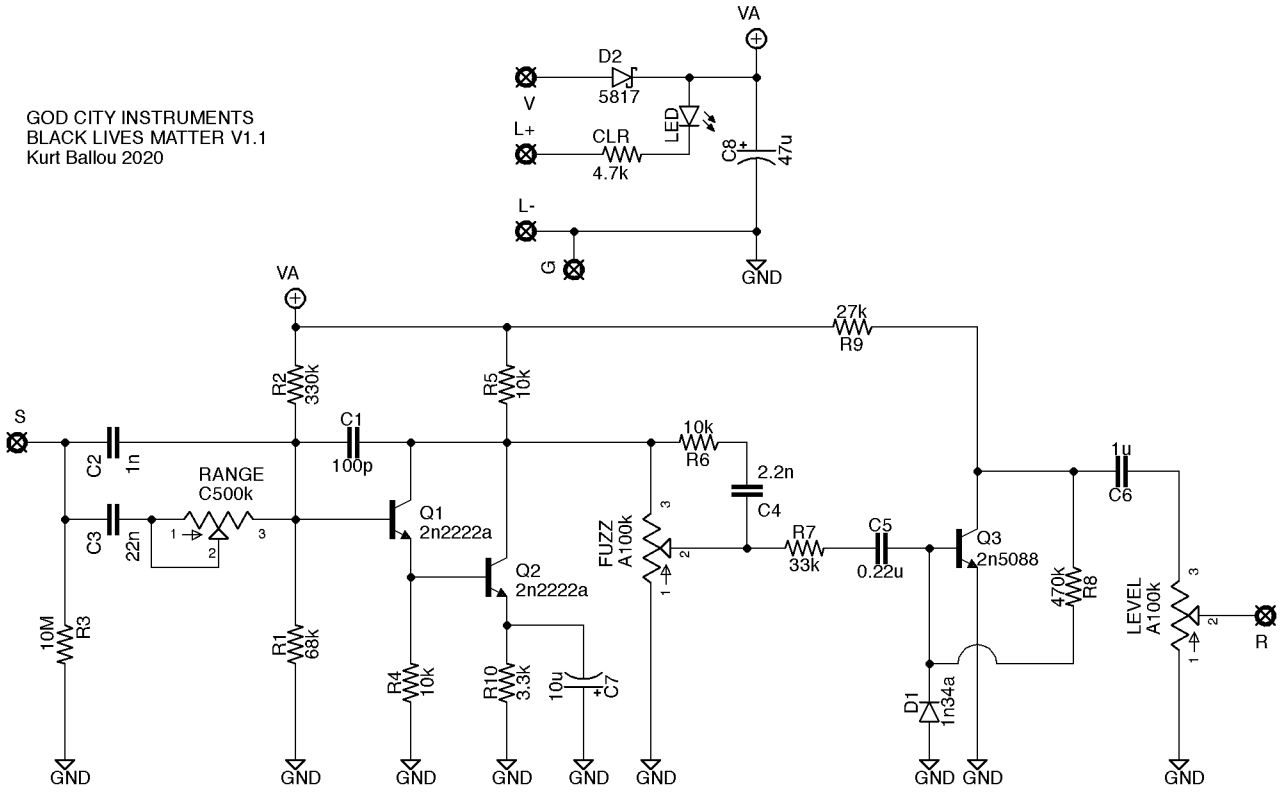 VA
D2
5817
V
LED
L+
CLR
4.7k
C8
+
47u
L-
G
GND
GOD CITY INSTRUMENTS
BLACK LIVES MATTER V1.1
Kurt Ballou 2020
VA
27k
R9
R2
330k
R5
10k
S
C2
1n
C1
100p
10k
R6
2.2n
C4
1u
C6
RANGE
C500k
C3
22n
1
2
3
Q1
2n2222a
Q2
2n2222a
FUZZ
A100k
3
2
1
R7
33k
C5
0.22u
Q3
2n5088
470k
R8
LEVEL
A100k
3
2
1
R
10M
R3
R1
68k
R4
10k
R10
3.3k
10u
+
C7
D1
1n34a
GND
GND
GND
GND
GND
GND
GND
GND
GND